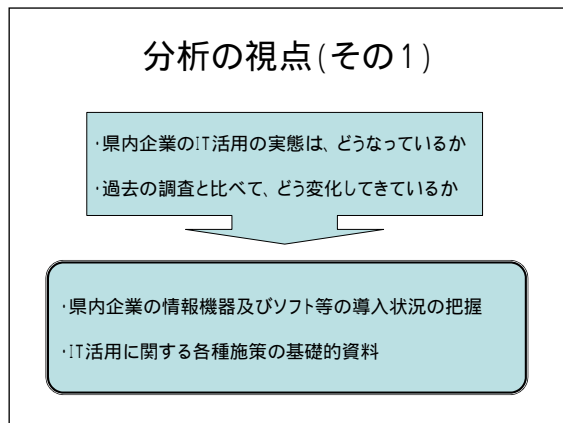 分析の視点(その1)
・県内企業のIT活用の実態は、どうなっているか
・過去の調査と比べて、どう変化してきているか
・県内企業の情報機器及びソフト等の導入状況の把握
・IT活用に関する各種施策の基礎的資料